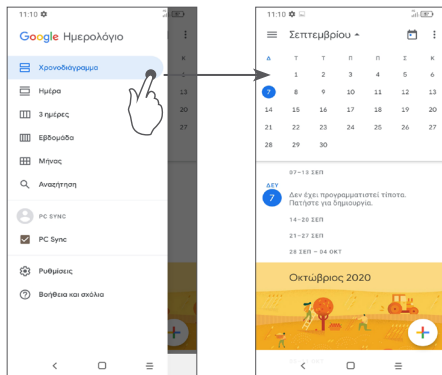 11:10
Google Ημερολόγιο
Χρονοδιάγραμμα
Ημέρα
3 ημέρες
Εβδομάδα
Μήνας
Αναζήτηση
PC SYNC
PC Sync
Ρυθμίσεις
Βοήθεια και σχόλια
Κ
13
20
27
11:10
Σεπτεμβρίου
Δ Τ Τ Π Π Σ Κ
1 2 3 4 5 6
7 8 9 10 11 12 13
14 15 16 17 18 19 20
21 22 23 24 25 26 27
28 29 30
07–13 ΣΕΠ
ΔΕΥ
7
Δεν έχει προγραμματιστεί τίποτα.
Πατήστε για δημιουργία.
14–20 ΣΕΠ
21–27 ΣΕΠ
28 ΣΕΠ – 04 ΟΚΤ
Οκτώβριος 2020